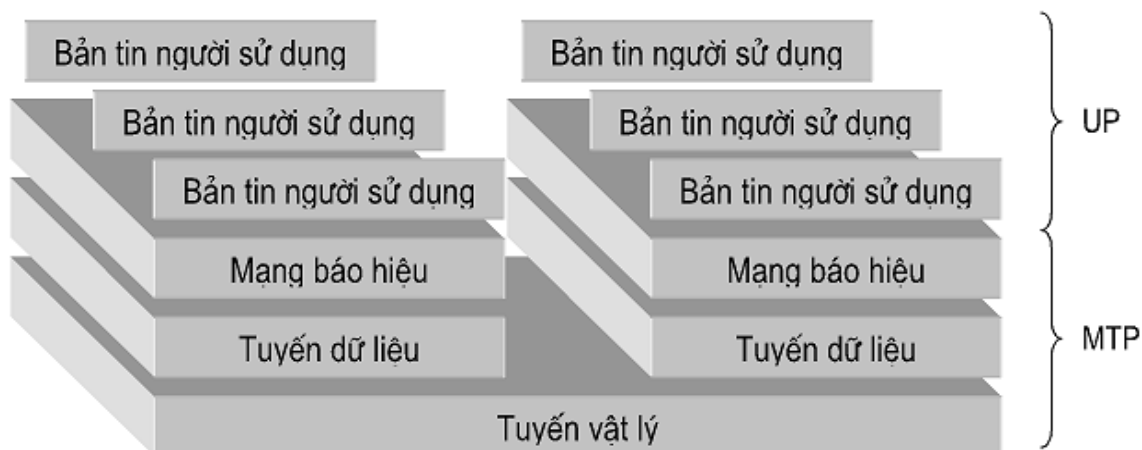 Bản tin người sử dụng Bản tin người sử dụng
Bản tin người sử dụng Bản tin người sử dụng UP
Bản tin người sử dụng Bản tin người sử dụng
Mạng báo hiệu Mạng báo hiệu
Tuyến dữ liệu Tuyến dữ liệu MTP
Tuyến vật lý